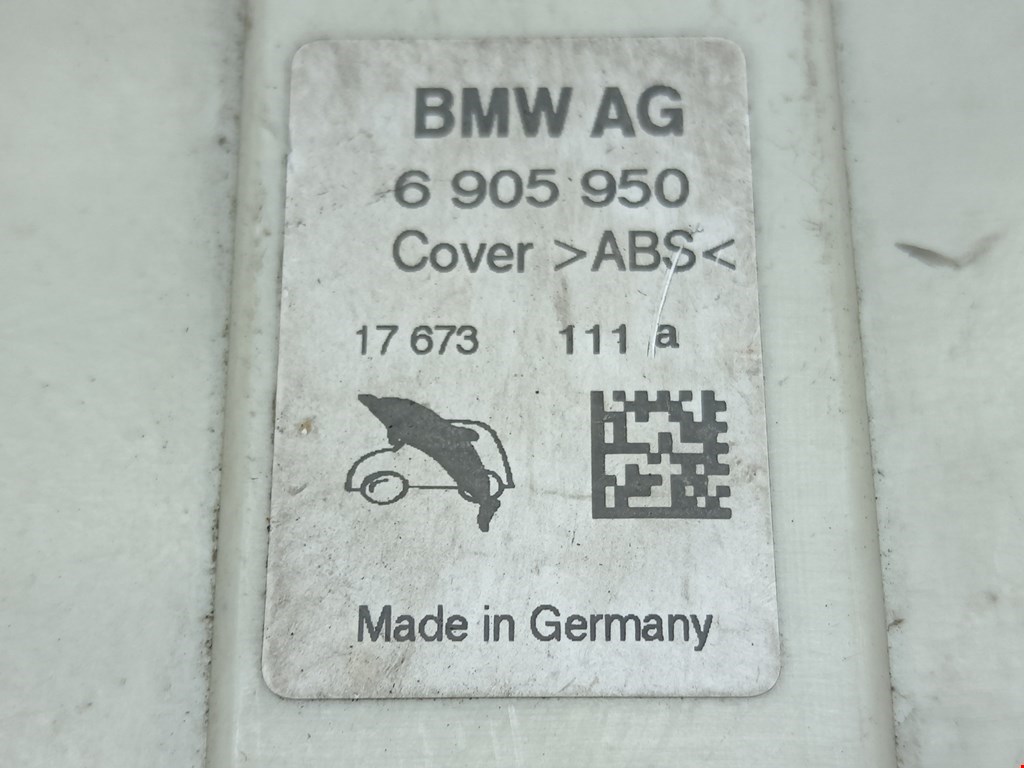 BMW AG
6 905 950
Cover >ABS<
17 673 111 a
Made in Germany